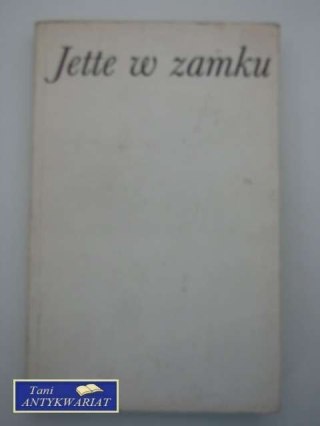 Jette w zamku
Tani
ANTYKWARIAT